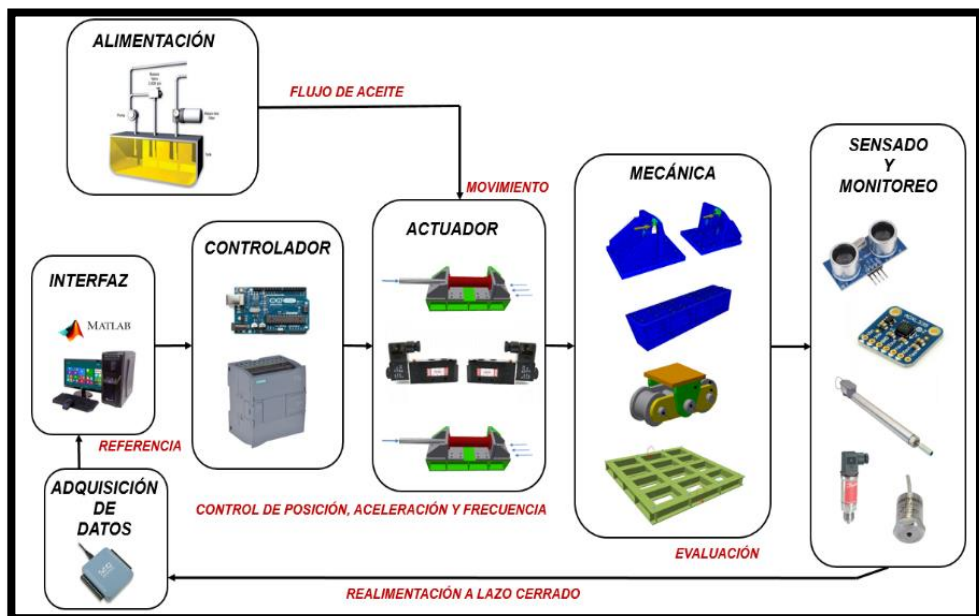 ALIMENTACIÓN
FLUJO DE ACEITE
MOVIMIENTO
INTERFAZ
MATLAB
REFERENCIA
CONTROLADOR
ACTUADOR
CONTROL DE POSICIÓN, ACELERACIÓN Y FRECUENCIA
MECÁNICA
EVALUACIÓN
SENSADO
Y
MONITOREO
ADQUISICIÓN
DE
DATOS
REALIMENTACIÓN A LAZO CERRADO